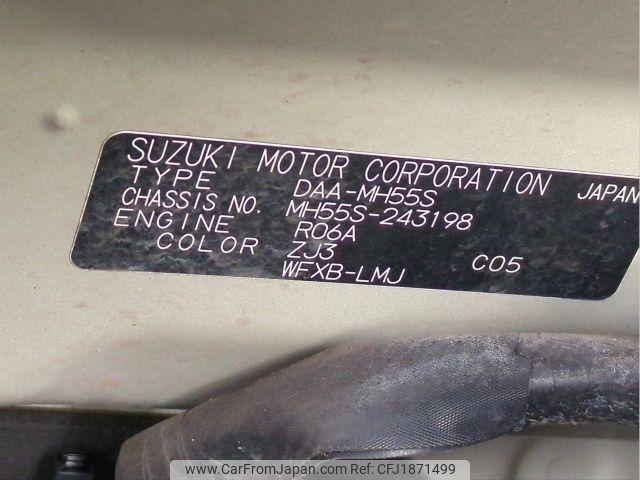 SUZUKI MOTOR CORPORATION JAPAN
TYPE DAA-MH55S
CHASSIS NO. MH55S-243198
ENGINE R06A
COLOR ZJ3
WFXB-LMJ C05
www.CarFromJapan.com CFJ1871499